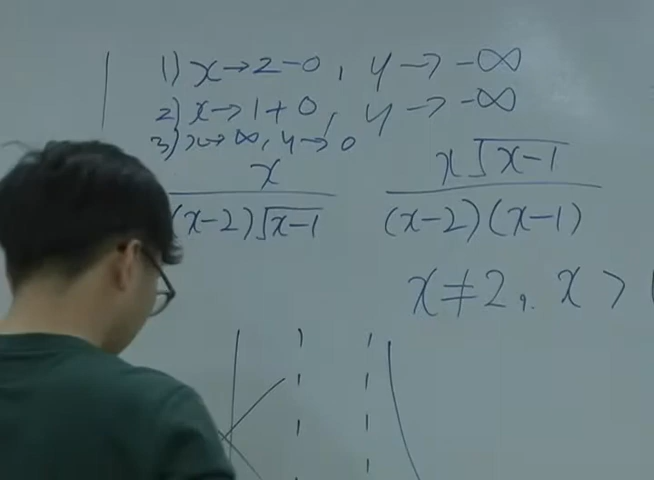 1) x→2-0, y→-∞
2) x→1+0, y→-∞
3) x→∞, y→0
x x√x-1
(x-2)√x-1 (x-2)(x-1)
x≠2, x>